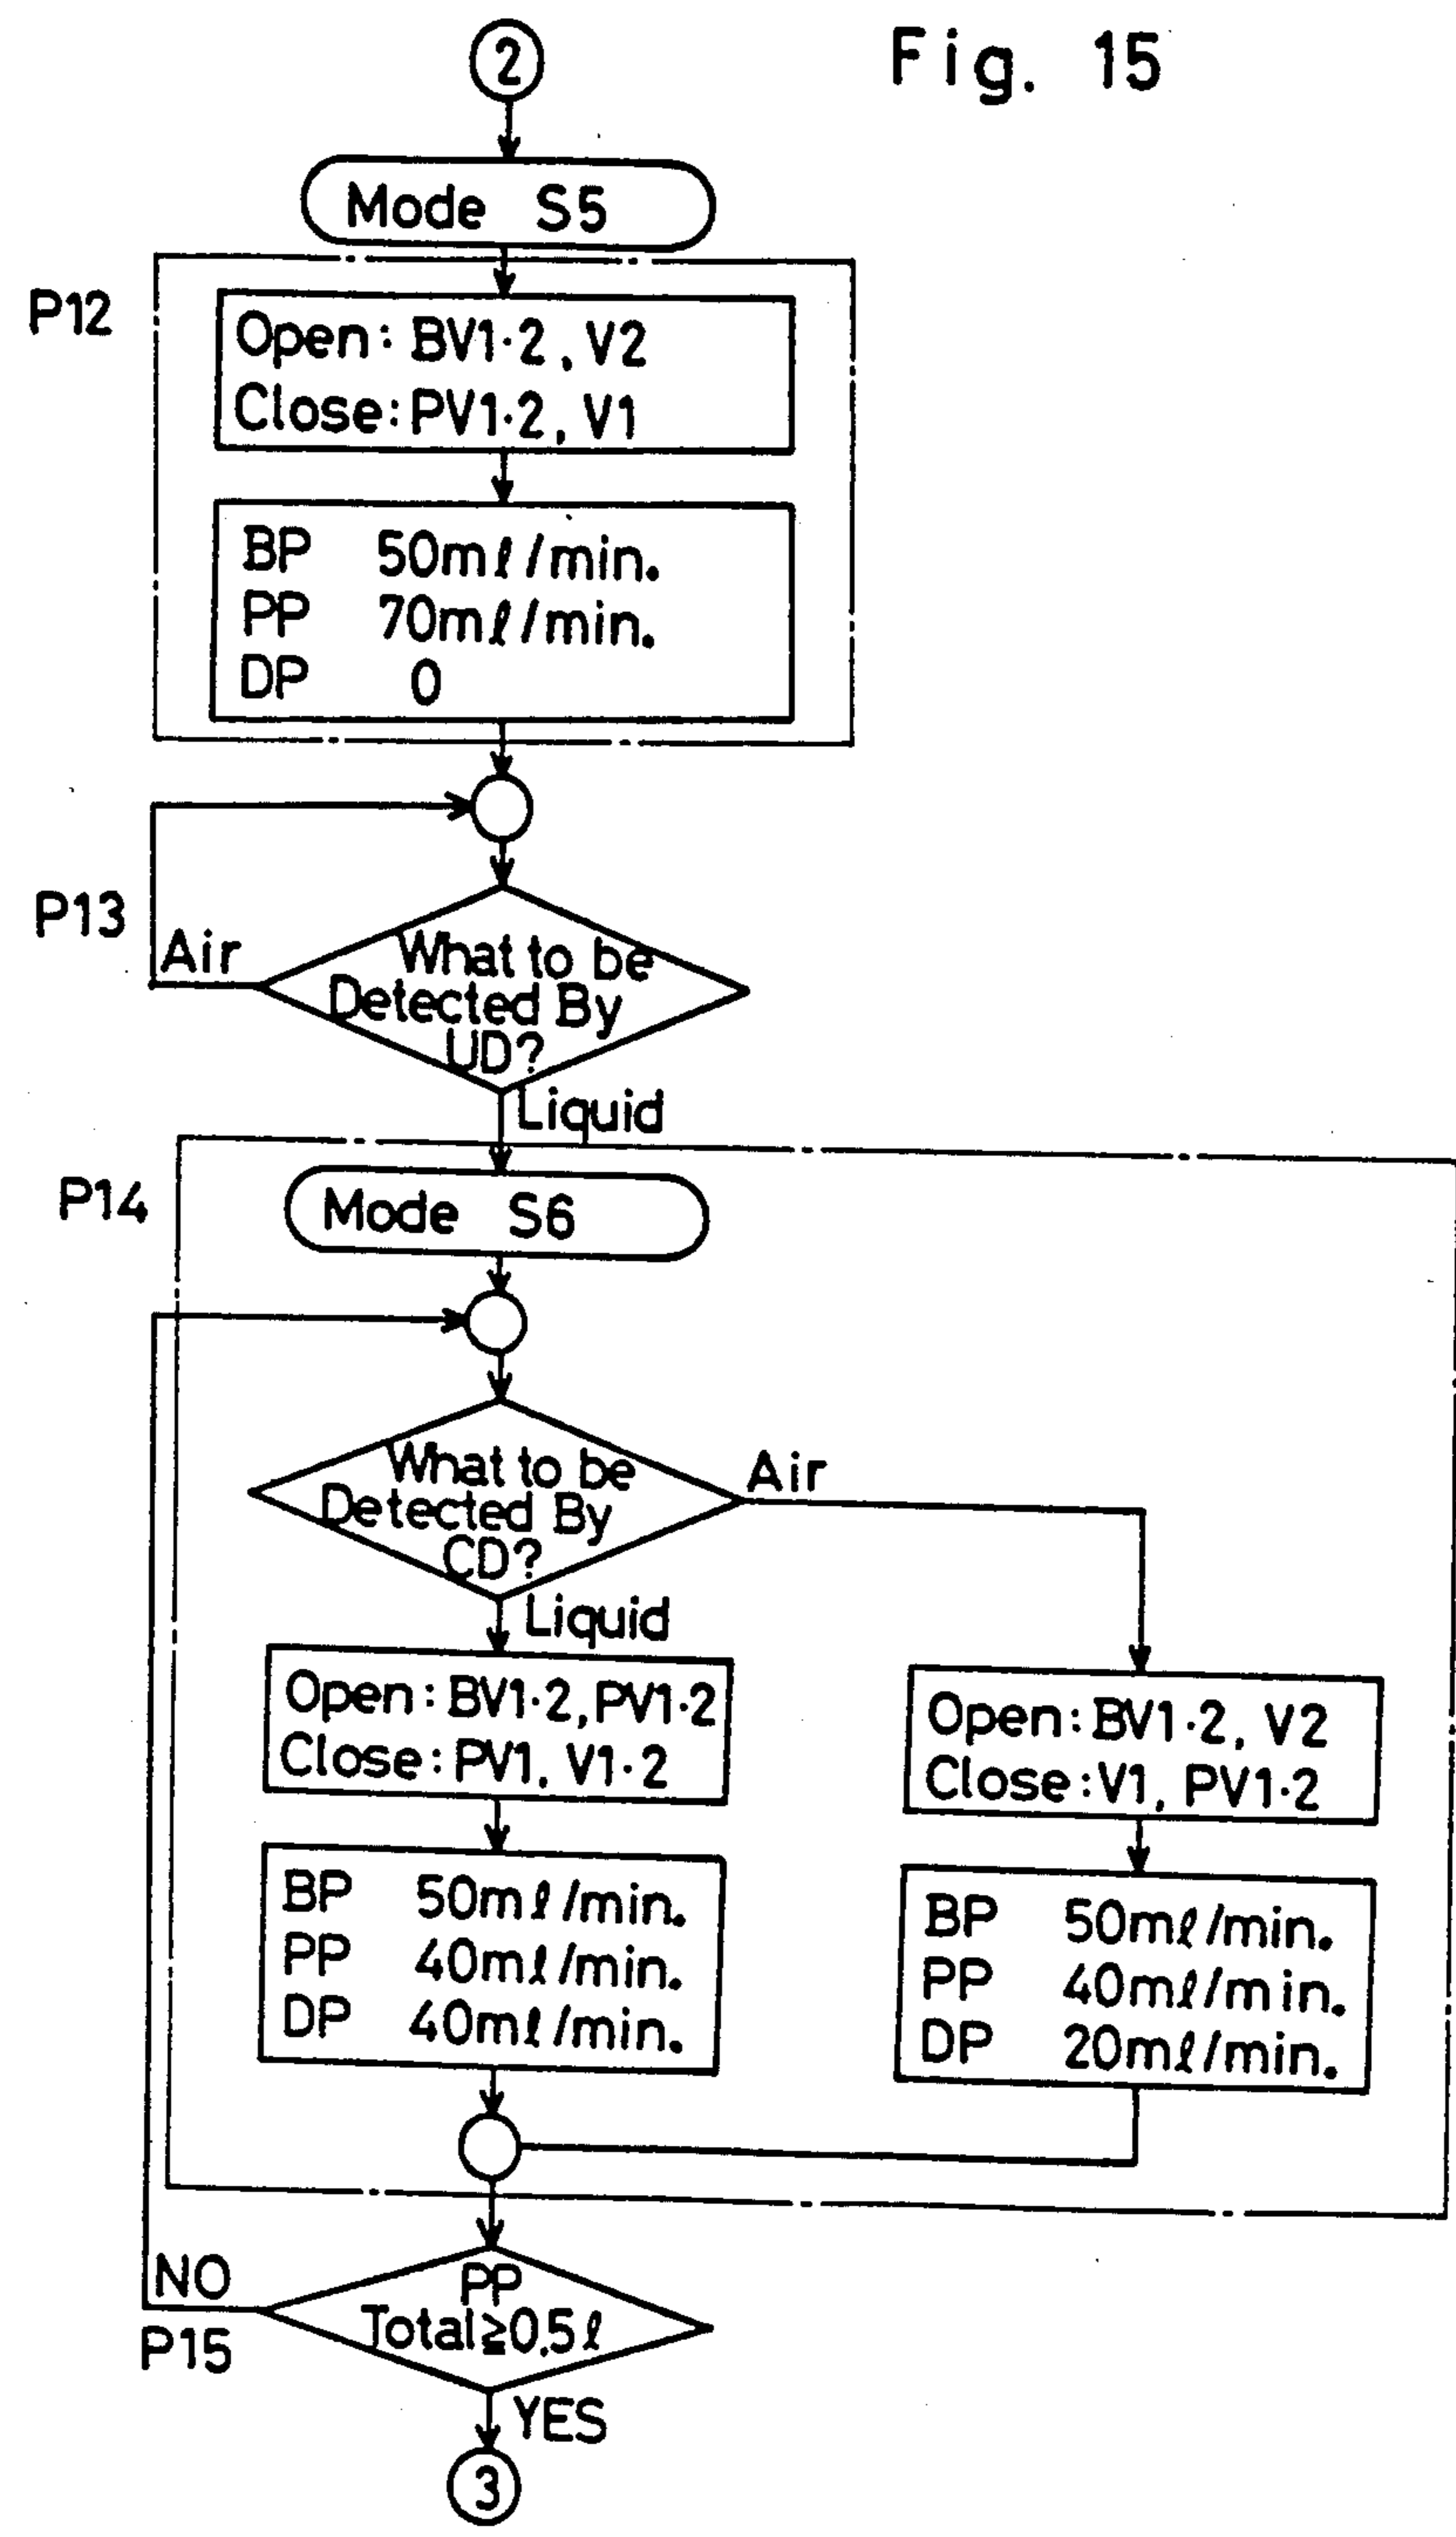 Fig. 15
2
Mode S5
P12
Open: BV1·2, V2
Close: PV1·2, V1
BP 50mℓ/min.
PP 70mℓ/min.
DP 0
P13
Air
What to be
Detected By
UD?
Liquid
P14
Mode S6
What to be
Detected By
CD?
Air
Liquid
Open: BV1·2, PV1·2
Close: PV1, V1·2
Open: BV1·2, V2
Close: V1, PV1·2
BP 50mℓ/min.
PP 40mℓ/min.
DP 40mℓ/min.
BP 50mℓ/min.
PP 40mℓ/min.
DP 20mℓ/min.
NO
PP
Total≧0.5ℓ
P15
YES
3